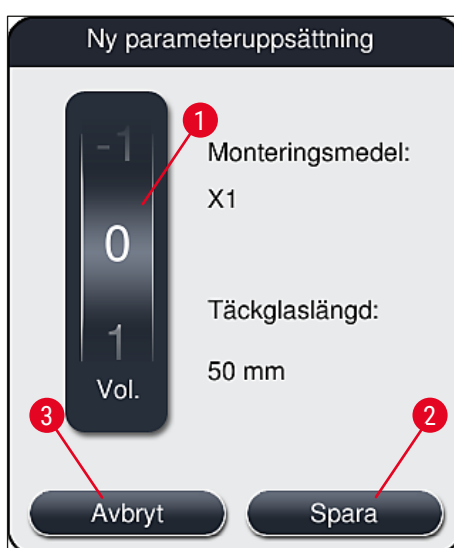 Ny parameteruppsättning
-1
0
1
Vol.
Monteringsmedel:
X1
Täckglaslängd:
50 mm
1
3
2
Avbryt
Spara